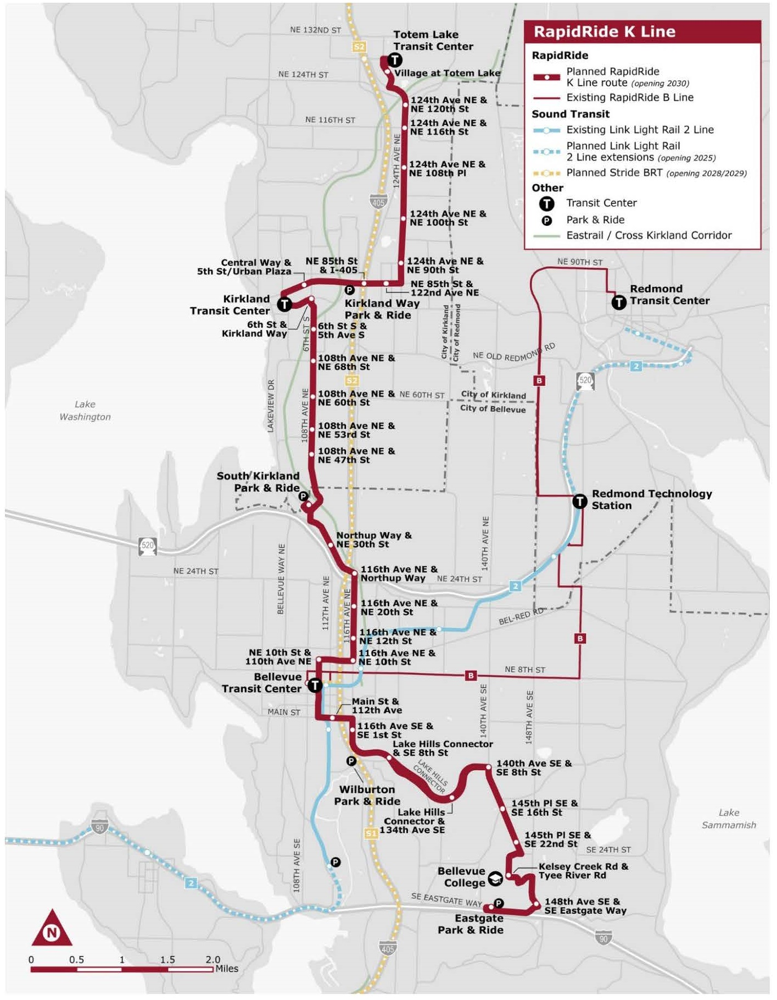 RapidRide K Line
RapidRide
Planned RapidRide
K Line route (opening 2030)
Existing RapidRide B Line
Sound Transit
Existing Link Light Rail 2 Line
Planned Link Light Rail
2 Line extensions (opening 2025)
Planned Stride BRT (opening 2028/2029)
Other
T
Transit Center
P
Park & Ride
Eastrail / Cross Kirkland Corridor
NE 132ND ST
S2
Totem Lake
Transit Center
T
Village at Totem Lake
NE 124TH ST
124th Ave NE &
NE 120th St
NE 116TH ST
124th Ave NE &
NE 116th St
124TH AVE NE
124th Ave NE &
NE 108th Pl
405
124th Ave NE &
NE 100th St
Central Way &
5th St/Urban Plaza
NE 85th St
& I-405
124th Ave NE &
NE 90th St
NE 90TH ST
NE 85th St &
122nd Ave NE
P
Kirkland Way
Park & Ride
Kirkland
Transit Center
T
Redmond
Transit Center
T
6th St &
Kirkland Way
6TH ST S
6th St S &
5th Ave S
City of Kirkland
City of Redmond
NE OLD REDMOND RD
108th Ave NE &
NE 68th St
2
S2
B
520
LAKEVIEW DR
108th Ave NE &
NE 60th St
NE 60TH ST
City of Kirkland
City of Bellevue
Lake
Washington
108TH AVE NE
108th Ave NE &
NE 53rd St
108th Ave NE &
NE 47th St
South Kirkland
Park & Ride
P
Redmond Technology
Station
T
520
Northup Way &
NE 30th St
140TH AVE NE
BELLEVUE WAY NE
NE 24TH ST
116th Ave NE &
Northup Way
NE 24TH ST
2
112TH AVE NE
116TH AVE NE
116th Ave NE &
NE 20th St
BEL-RED RD
116th Ave NE &
NE 12th St
B
NE 10th St &
110th Ave NE
116th Ave NE &
NE 10th St
NE 8TH ST
B
Bellevue
Transit Center
T
MAIN ST
Main St &
112th Ave
140TH AVE SE
148TH AVE SE
116th Ave SE &
SE 1st St
Lake Hills Connector
& SE 8th St
P
LAKE HILLS
CONNECTOR
140th Ave SE &
SE 8th St
Wilburton
Park & Ride
145th Pl SE &
SE 16th St
Lake Hills
Connector &
134th Ave SE
Lake
Sammamish
90
S1
145th Pl SE &
SE 22nd St
SE 24TH ST
108TH AVE SE
P
Kelsey Creek Rd &
Tyee River Rd
Bellevue
College
2
SE EASTGATE WAY
P
148th Ave SE &
SE Eastgate Way
Eastgate
Park & Ride
N
405
90
0 0.5 1 1.5 2.0
Miles